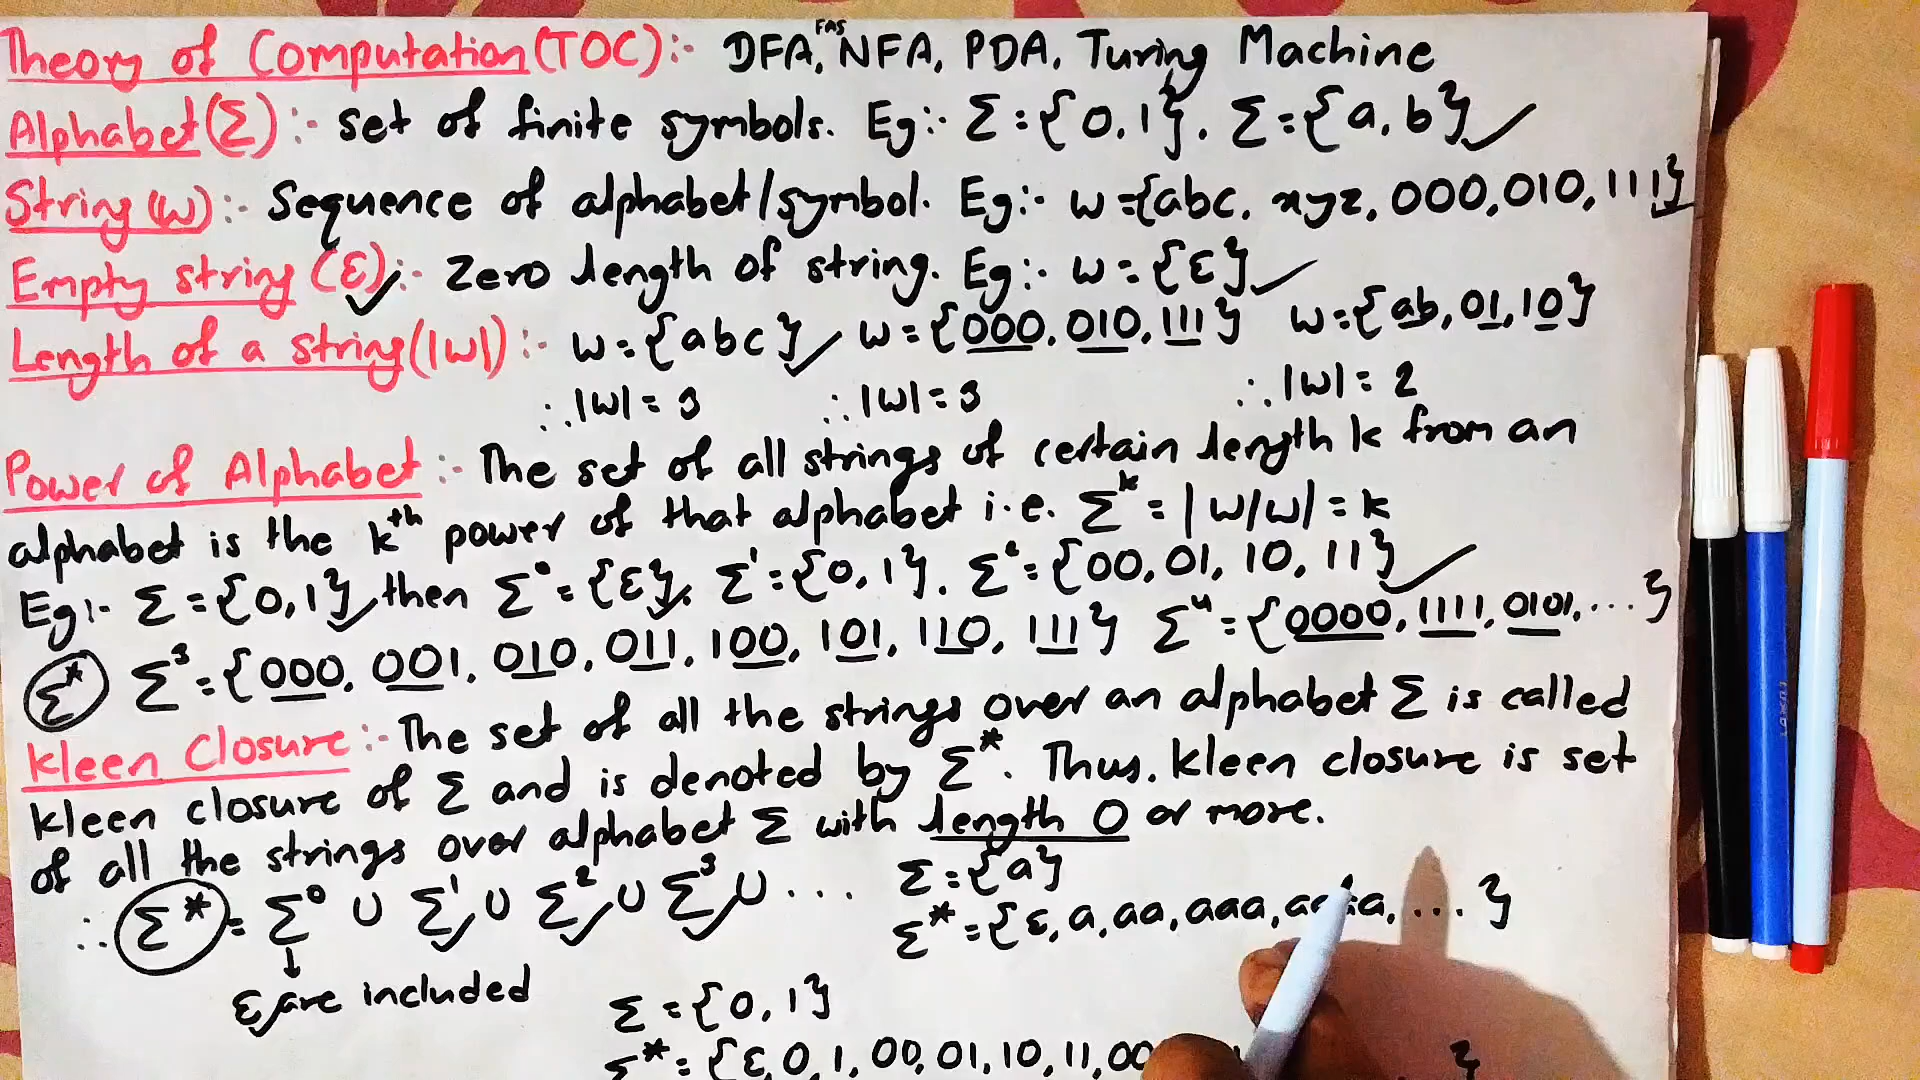 Theory of Computation (TOC):- DFA, FAS NFA, PDA, Turing Machine
Alphabet (Σ):- set of finite symbols. Eg:- Σ={0,1}, Σ={a,b}
String (w):- Sequence of alphabet/symbol. Eg:- w={abc, xyz, 000,010,111}
Empty string (ε):- Zero length of string. Eg:- w={ε}
Length of a string(|w|):- w={abc} w={000,010,111} w={ab,01,10}
∴|w|=3 ∴|w|=3 ∴|w|=2
Power of Alphabet:- The set of all strings of certain length k from an
alphabet is the kᵗʰ power of that alphabet i.e. Σᵏ=|w/w|=k
Eg:- Σ={0,1}, then Σ⁰={ε}, Σ¹={0,1}, Σ²={00,01,10,11}
Σ* Σ³={000,001,010,011,100,101,110,111} Σ⁴={0000,1111,0101,...}
Kleen Closure:- The set of all the strings over an alphabet Σ is called
kleen closure of Σ and is denoted by Σ*. Thus, kleen closure is set
of all the strings over alphabet Σ with length 0 or more.
∴ Σ* = Σ⁰ ∪ Σ¹ ∪ Σ² ∪ Σ³ ∪ ... Σ={a}
Σ*={ε,a,aa,aaa, ... }
ε are included
Σ={0,1}
Σ*={ε,0,1,00,01,10,11, }